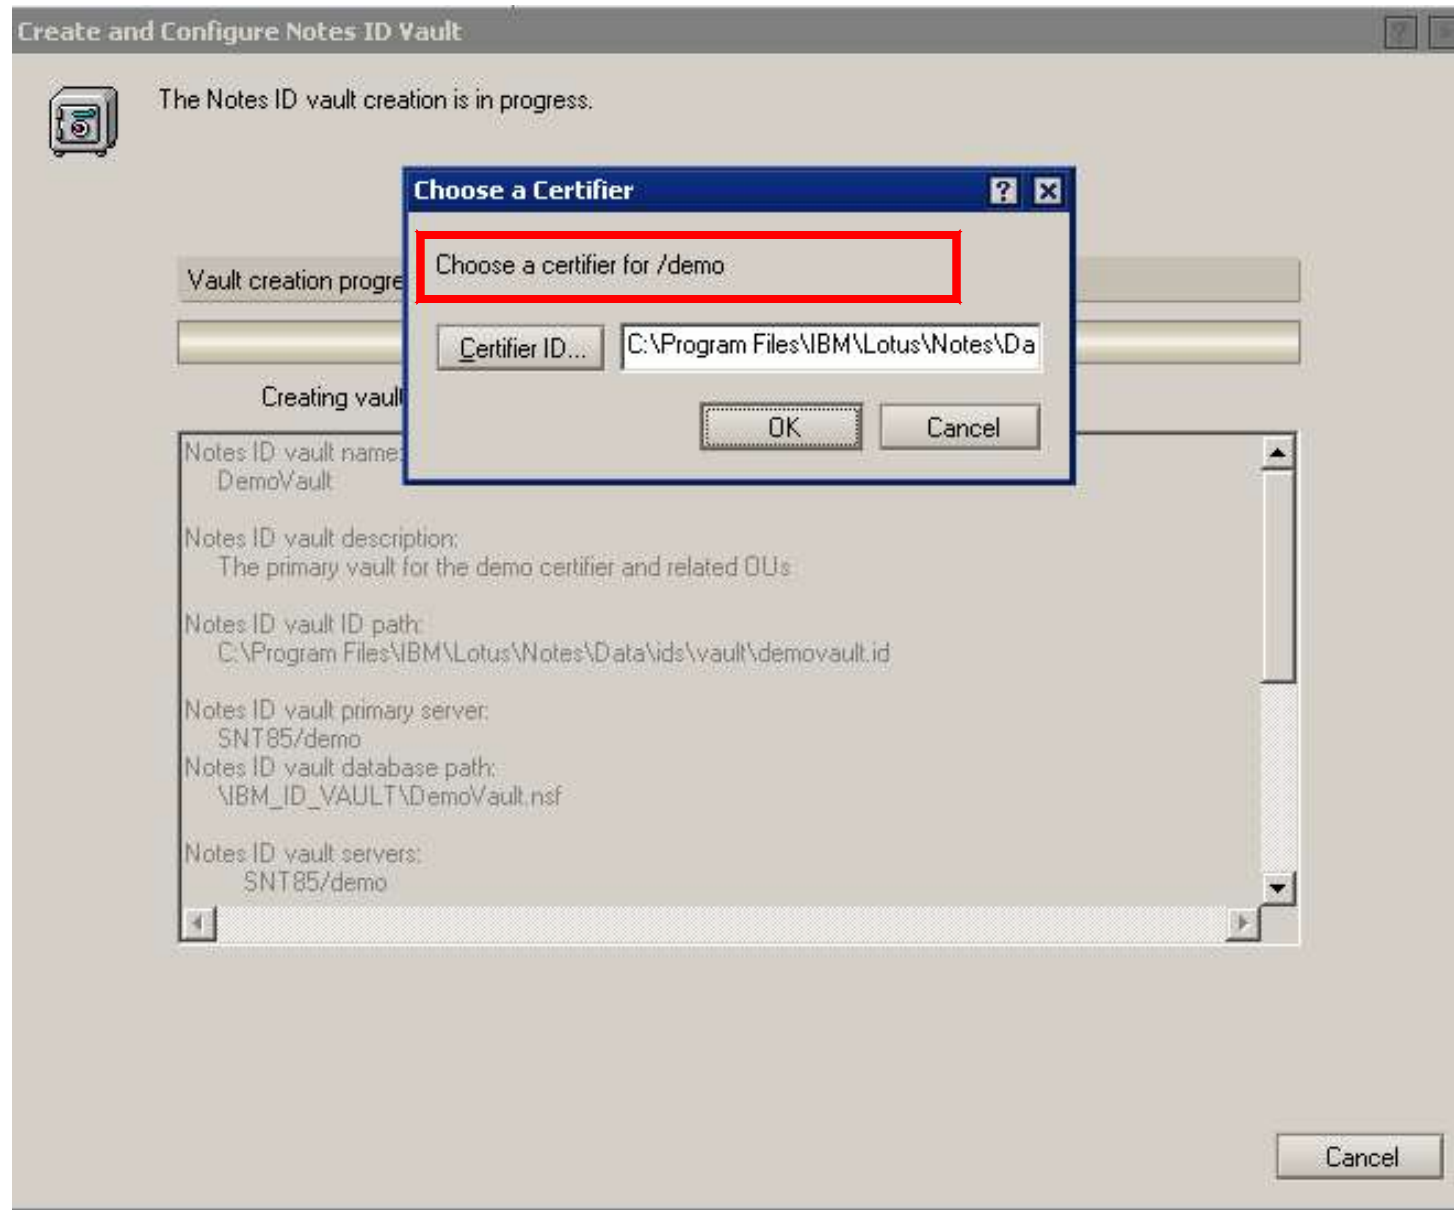 Create and Configure Notes ID Vault
The Notes ID vault creation is in progress.
Choose a Certifier
Choose a certifier for /demo
Vault creation progre
Certifier ID...
C:\Program Files\IBM\Lotus\Notes\Da
Creating vault
OK
Cancel
Notes ID vault name:
DemoVault
Notes ID vault description:
The primary vault for the demo certifier and related OUs
Notes ID vault ID path:
C:\Program Files\IBM\Lotus\Notes\Data\ids\vault\demovault.id
Notes ID vault primary server:
SNT85/demo
Notes ID vault database path:
\IBM_ID_VAULT\DemoVault.nsf
Notes ID vault servers:
SNT85/demo
Cancel